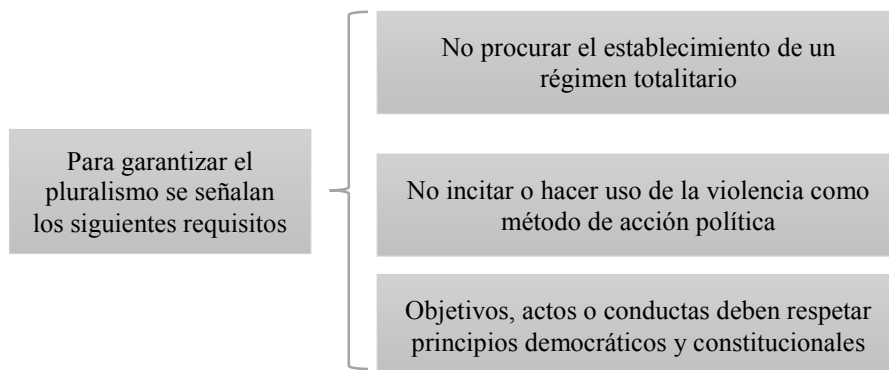 Para garantizar el
pluralismo se señalan
los siguientes requisitos
No procurar el establecimiento de un
régimen totalitario
No incitar o hacer uso de la violencia como
método de acción política
Objetivos, actos o conductas deben respetar
principios democráticos y constitucionales